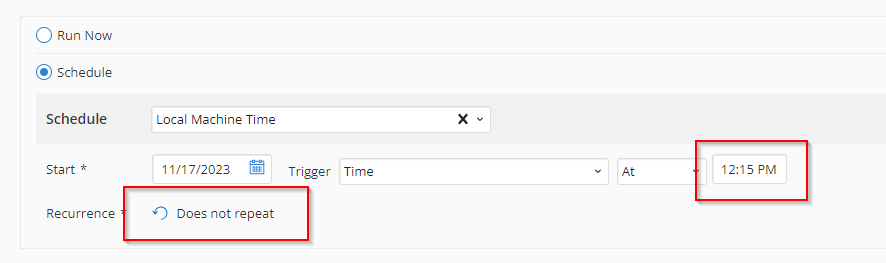 Run Now
Schedule
Schedule Local Machine Time
Start * 11/17/2023 Trigger Time At 12:15 PM
Recurrence * Does not repeat